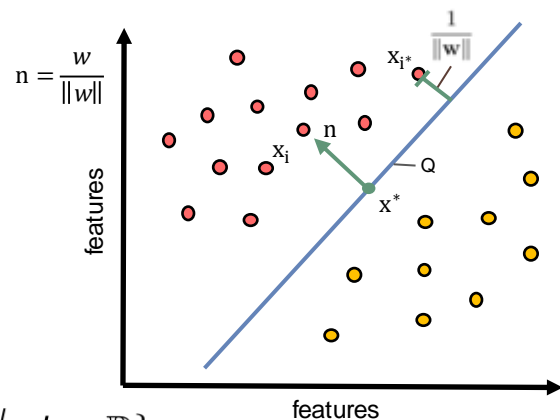 n = w / ‖w‖
x_{i*}
1 / ‖w‖
n
x_i
Q
x*
features
features